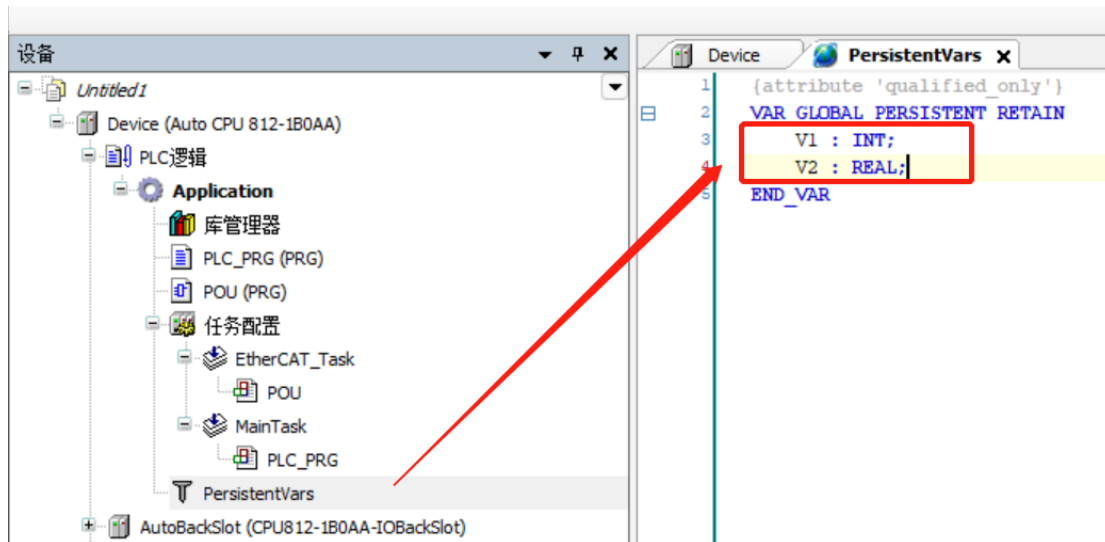 设备
Untitled1
Device (Auto CPU 812-1B0AA)
PLC逻辑
Application
库管理器
PLC_PRG (PRG)
POU (PRG)
任务配置
EtherCAT_Task
POU
MainTask
PLC_PRG
PersistentVars
AutoBackSlot (CPU812-1B0AA-IOBackSlot)
Device PersistentVars
1 {attribute 'qualified_only'}
2 VAR_GLOBAL PERSISTENT RETAIN
3 V1 : INT;
4 V2 : REAL;
5 END_VAR